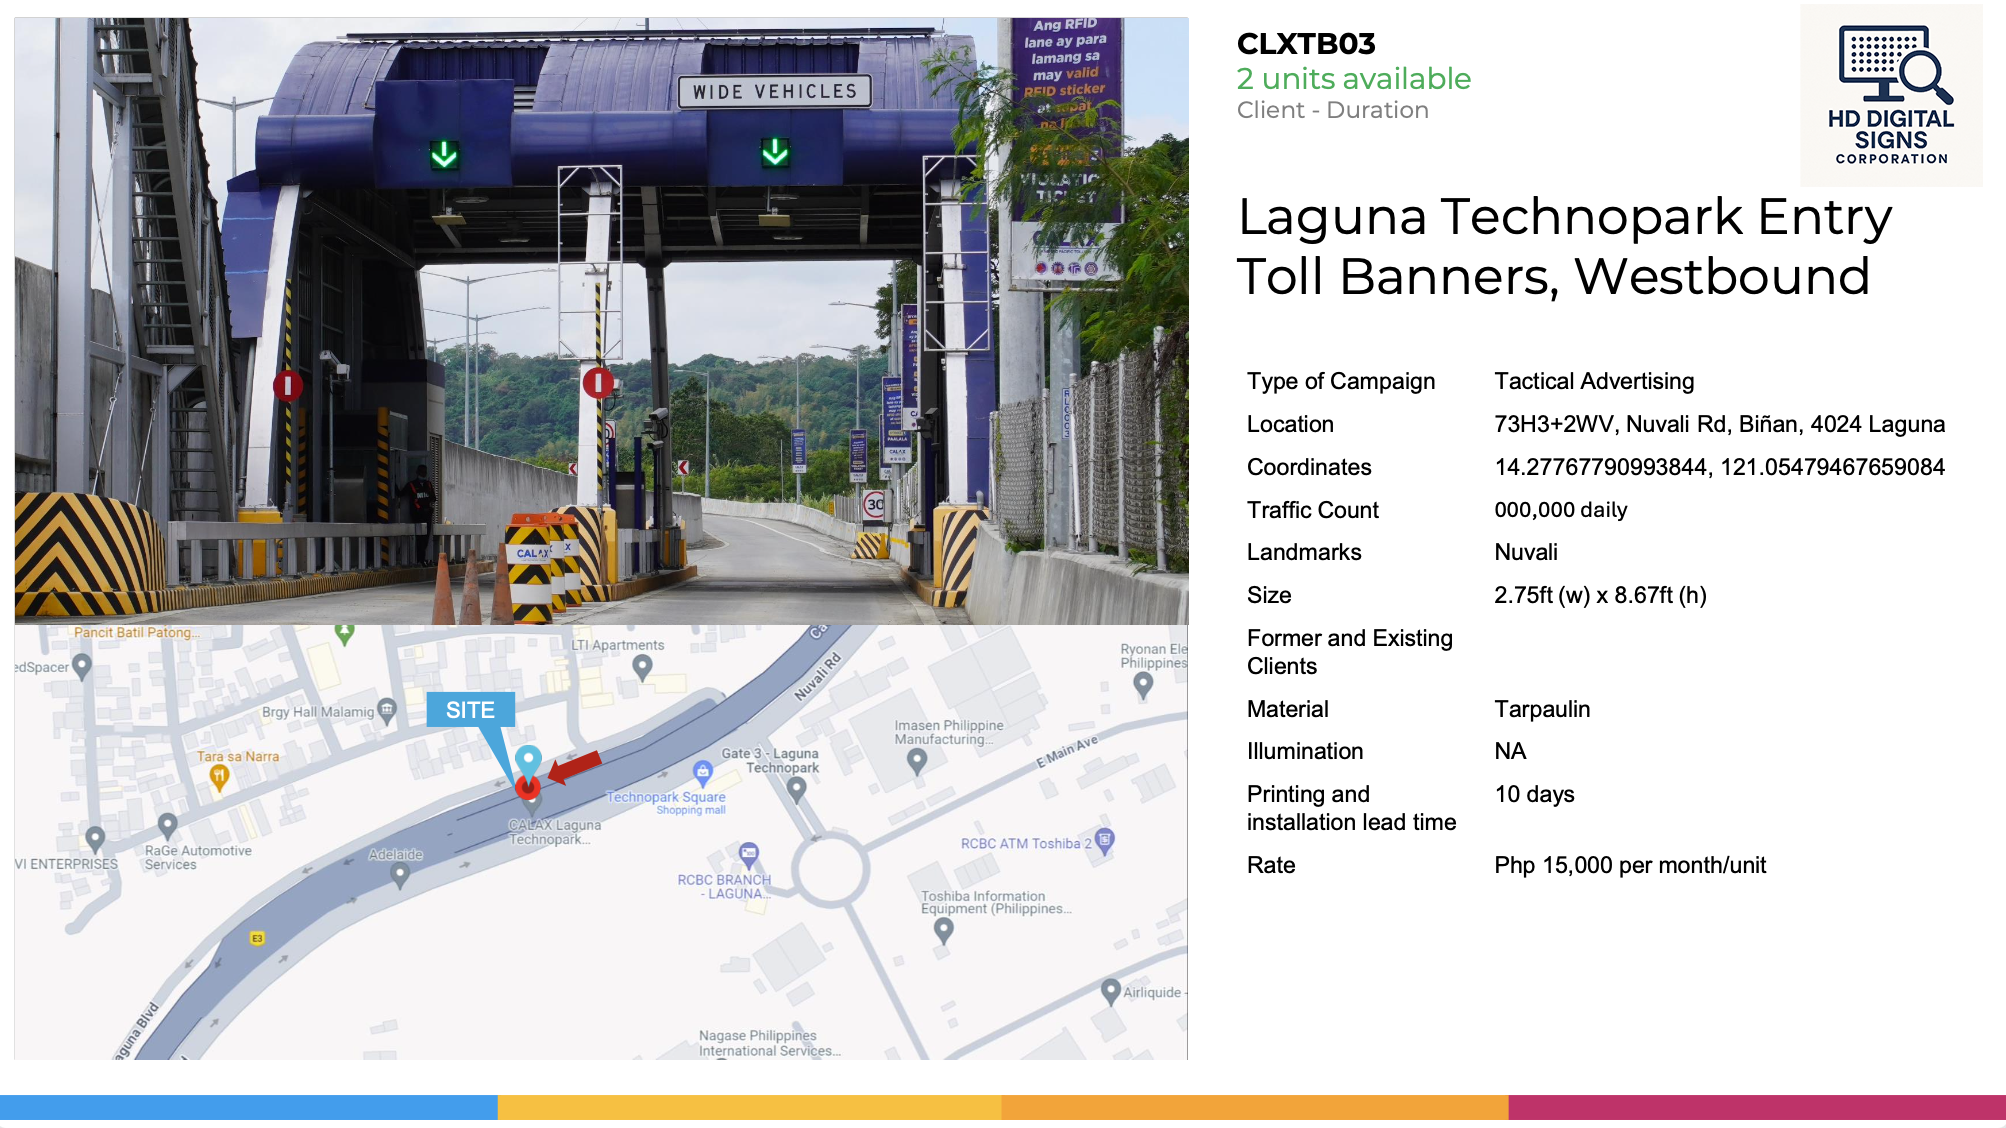 Ang RFID
lane ay para
lamang sa
may valid
RFID sticker
TICKET
CALAX
WIDE VEHICLES
30
CALAX
CLXTB03
2 units available
Client - Duration
HD DIGITAL
SIGNS
CORPORATION
Laguna Technopark Entry
Toll Banners, Westbound
Type of Campaign Tactical Advertising
Location 73H3+2WV, Nuvali Rd, Biñan, 4024 Laguna
Coordinates 14.27767790993844, 121.05479467659084
Traffic Count 000,000 daily
Landmarks Nuvali
Size 2.75ft (w) x 8.67ft (h)
Former and Existing
Clients
Material Tarpaulin
Illumination NA
Printing and
installation lead time 10 days
Rate Php 15,000 per month/unit
Pancit Batil Patong...
edSpacer
LTI Apartments
Ca
Nuvali Rd
Ryonan Ele
Philippines
Brgy Hall Malamig
SITE
Tara sa Narra
Imasen Philippine
Manufacturing...
E Main Ave
Gate 3 - Laguna
Technopark
Technopark Square
Shopping mall
CALAX Laguna
Technopark...
VI ENTERPRISES
RaGe Automotive
Services
Adelaide
RCBC ATM Toshiba 2
RCBC BRANCH
- LAGUNA...
Toshiba Information
Equipment (Philippines...
E3
Airliquide -
aguna Blvd
Nagase Philippines
International Services...